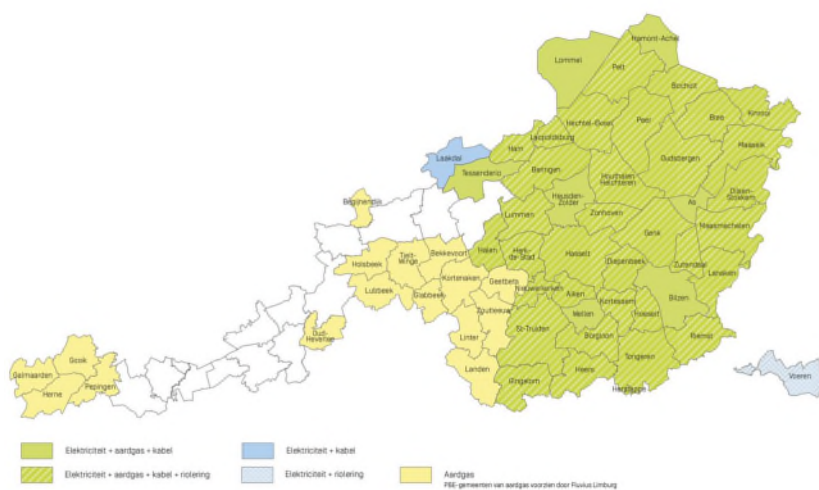 Hamont-Achel
Lommel
Pelt
Bocholt
Hechtel-Eksel
Peer
Bree
Kinrooi
Leopoldsburg
Ham
Maaseik
Laakdal
Oudsbergen
Tessenderlo
Beringen
Houthalen
Helchteren
Dilsen-
Stokkem
Heusden-
Zolder
Begijnendijk
As
Lummen
Zonhoven
Maasmechelen
Genk
Halen
Herk-
de-Stad
Hasselt
Diepenbeek
Zutendaal
Lanaken
Bekkevoort
Tielt-
Winge
Holsbeek
Kortenaken
Geetbets
Nieuwerkerken
Lubbeek
Glabbeek
Alken
Kortessem
Bilzen
Zoutleeuw
Wellen
Hoeselt
Oud-
Heverlee
St-Truiden
Linter
Borgloon
Riemst
Gooik
Tongeren
Galmaarden
Landen
Heers
Voeren
Pepingen
Gingelom
Herne
Herstappe
Elektriciteit + aardgas + kabel
Elektriciteit + kabel
Elektriciteit + aardgas + kabel + riolering
Elektriciteit + riolering
Aardgas
PBE-gemeenten van aardgas voorzien door Fluvius Limburg